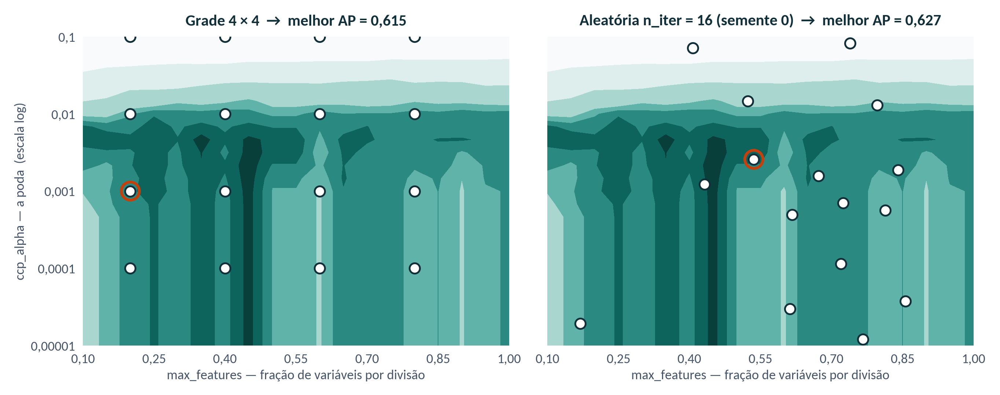 Grade 4 × 4 → melhor AP = 0,615
Aleatória n_iter = 16 (semente 0) → melhor AP = 0,627
ccp_alpha — a poda (escala log)
0,1
0,01
0,001
0,0001
0,00001
0,10 0,25 0,40 0,55 0,70 0,85 1,00
0,10 0,25 0,40 0,55 0,70 0,85 1,00
max_features — fração de variáveis por divisão
max_features — fração de variáveis por divisão